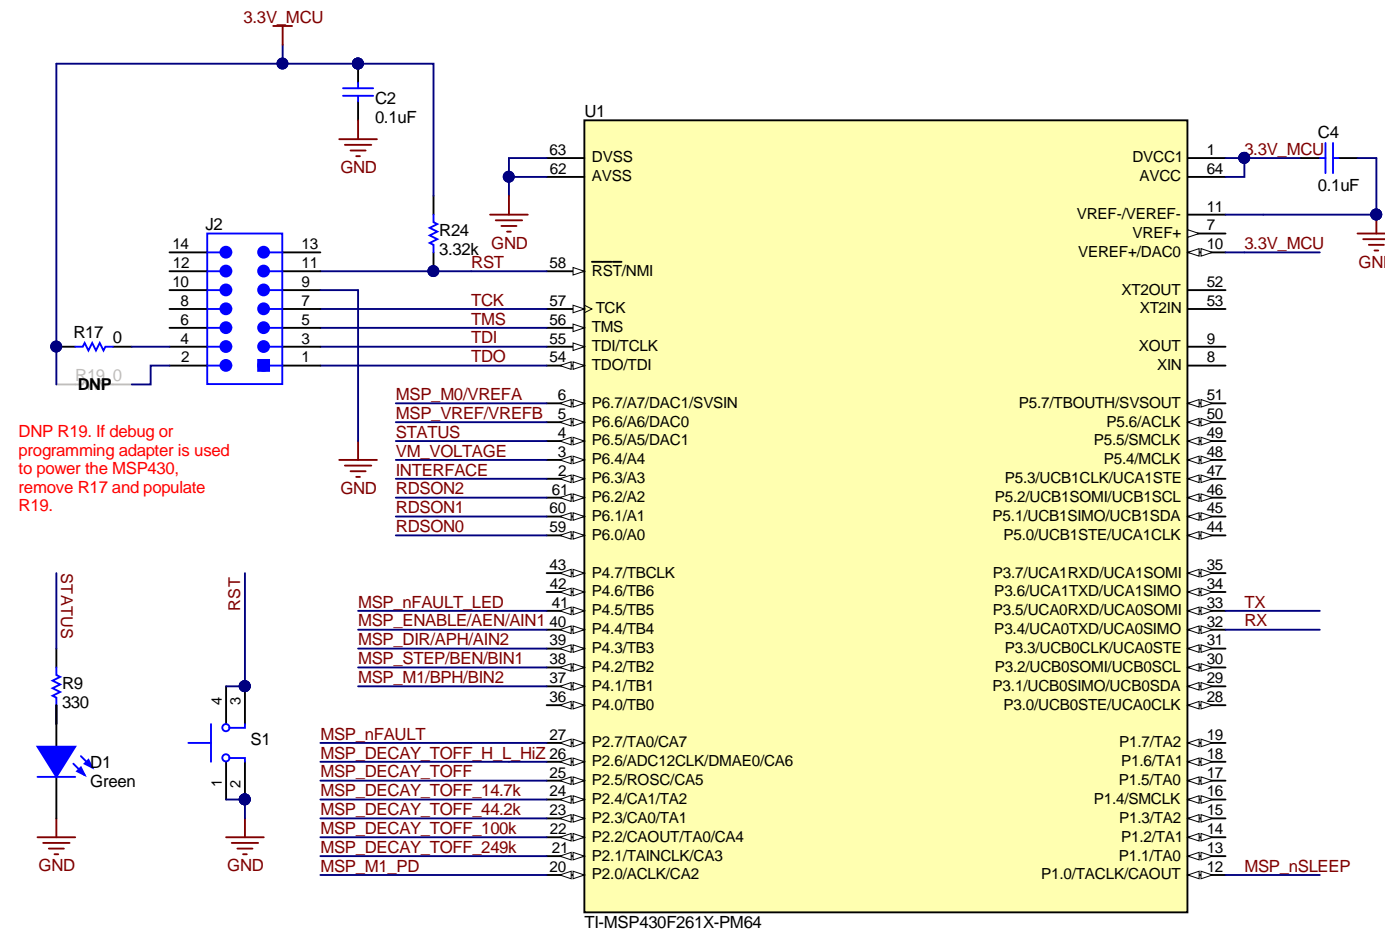 3.3V_MCU
C2
0.1uF
GND
U1
63 DVSS
62 AVSS
GND
DVCC1 1 3.3V_MCU
AVCC 64
C4
0.1uF
VREF-/VEREF- 11
VREF+ 7
VEREF+/DAC0 10 3.3V_MCU
GND
J2
R24
3.32k
14 13
12 11 RST 58 RST/NMI
10 9
8 7 TCK 57 TCK
6 5 TMS 56 TMS
R17 0 4 3 TDI 55 TDI/TCLK
R19 0 2 1 TDO 54 TDO/TDI
DNP
XT2OUT 52
XT2IN 53
XOUT 9
XIN 8
DNP R19. If debug or
programming adapter is used
to power the MSP430,
remove R17 and populate
R19.
GND
MSP_M0/VREFA 6 P6.7/A7/DAC1/SVSIN
MSP_VREF/VREFB 5 P6.6/A6/DAC0
STATUS 4 P6.5/A5/DAC1
VM_VOLTAGE 3 P6.4/A4
INTERFACE 2 P6.3/A3
RDSON2 61 P6.2/A2
RDSON1 60 P6.1/A1
RDSON0 59 P6.0/A0
P5.7/TBOUTH/SVSOUT 51
P5.6/ACLK 50
P5.5/SMCLK 49
P5.4/MCLK 48
P5.3/UCB1CLK/UCA1STE 47
P5.2/UCB1SOMI/UCB1SCL 46
P5.1/UCB1SIMO/UCB1SDA 45
P5.0/UCB1STE/UCA1CLK 44
43 P4.7/TBCLK
42 P4.6/TB6
MSP_nFAULT_LED 41 P4.5/TB5
MSP_ENABLE/AEN/AIN1 40 P4.4/TB4
MSP_DIR/APH/AIN2 39 P4.3/TB3
MSP_STEP/BEN/BIN1 38 P4.2/TB2
MSP_M1/BPH/BIN2 37 P4.1/TB1
36 P4.0/TB0
P3.7/UCA1RXD/UCA1SOMI 35
P3.6/UCA1TXD/UCA1SIMO 34
P3.5/UCA0RXD/UCA0SOMI 33 TX
P3.4/UCA0TXD/UCA0SIMO 32 RX
P3.3/UCB0CLK/UCA0STE 31
P3.2/UCB0SOMI/UCB0SCL 30
P3.1/UCB0SIMO/UCB0SDA 29
P3.0/UCB0STE/UCA0CLK 28
STATUS
R9
330
D1
Green
GND
RST
4 3
S1
1 2
GND
MSP_nFAULT 27 P2.7/TA0/CA7
MSP_DECAY_TOFF_H_L_HiZ 26 P2.6/ADC12CLK/DMAE0/CA6
MSP_DECAY_TOFF 25 P2.5/ROSC/CA5
MSP_DECAY_TOFF_14.7k 24 P2.4/CA1/TA2
MSP_DECAY_TOFF_44.2k 23 P2.3/CA0/TA1
MSP_DECAY_TOFF_100k 22 P2.2/CAOUT/TA0/CA4
MSP_DECAY_TOFF_249k 21 P2.1/TAINCLK/CA3
MSP_M1_PD 20 P2.0/ACLK/CA2
P1.7/TA2 19
P1.6/TA1 18
P1.5/TA0 17
P1.4/SMCLK 16
P1.3/TA2 15
P1.2/TA1 14
P1.1/TA0 13
P1.0/TACLK/CAOUT 12 MSP_nSLEEP
TI-MSP430F261X-PM64